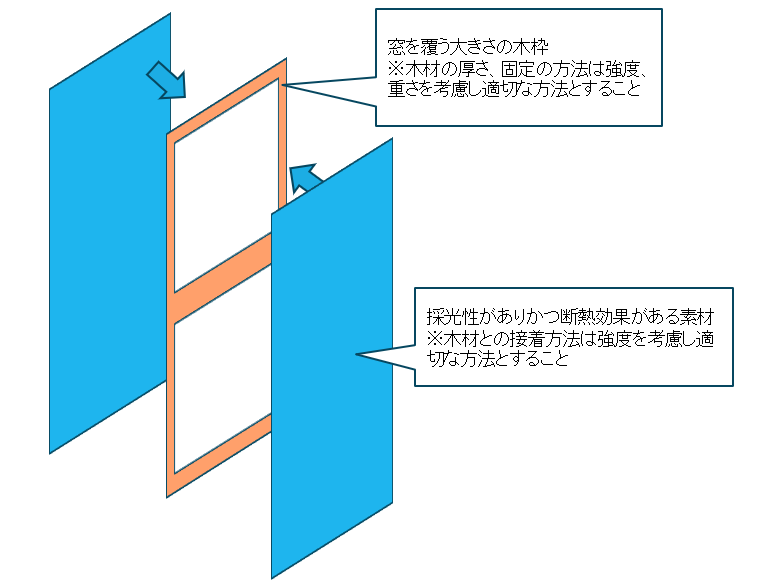 窓を覆う大きさの木枠
※木材の厚さ、固定の方法は強度、
重さを考慮し適切な方法とすること
採光性がありかつ断熱効果がある素材
※木材との接着方法は強度を考慮し適
切な方法とすること